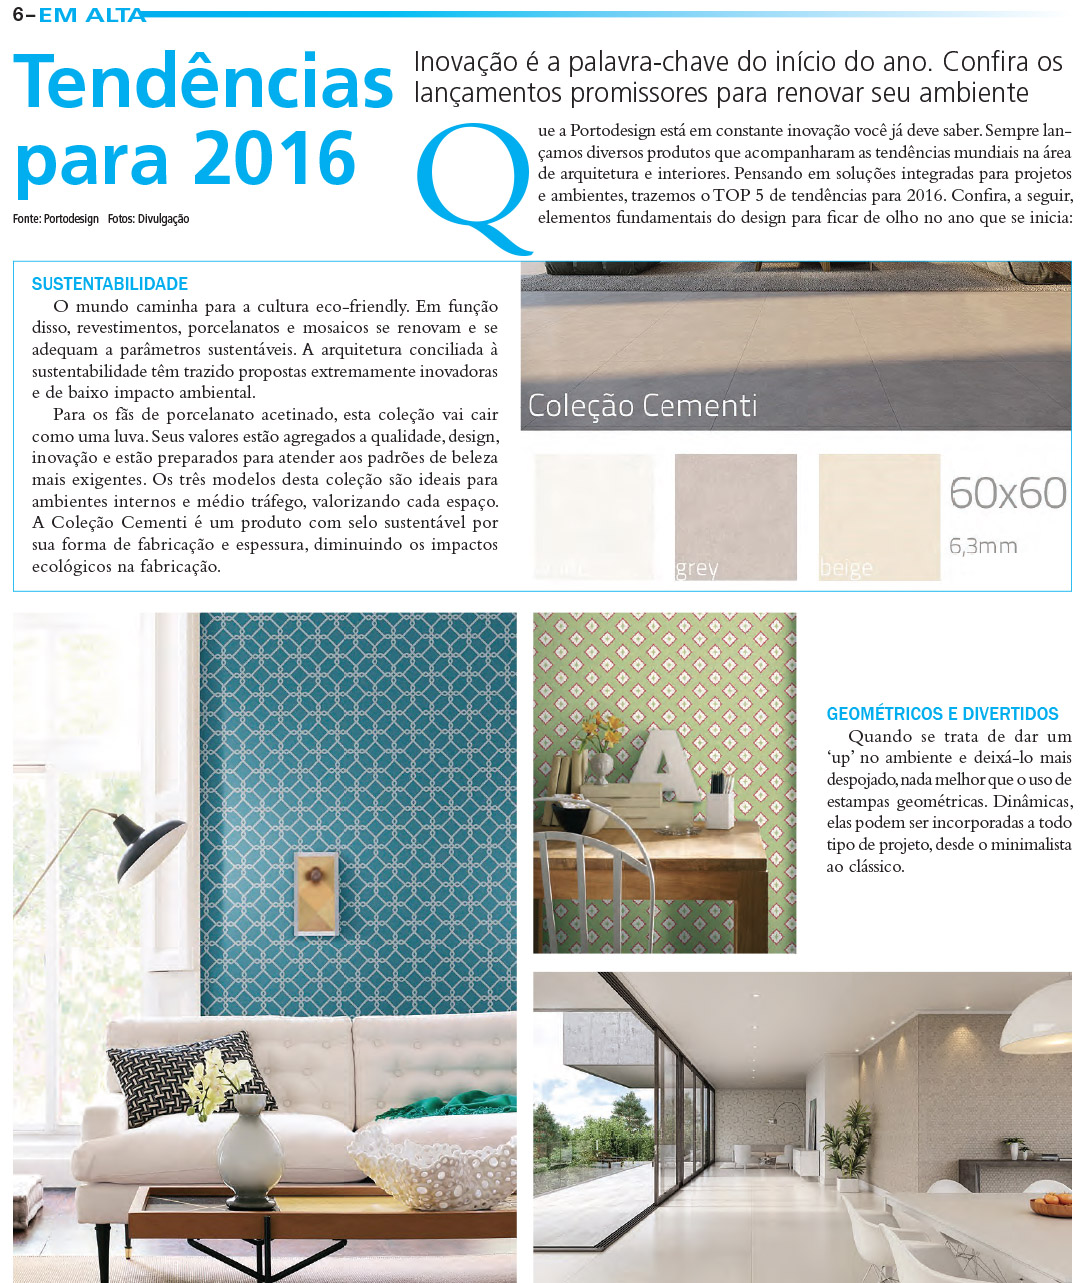 6-EM ALTA
Tendências
para 2016
Fonte: Portodesign Fotos: Divulgação
Inovação é a palavra-chave do início do ano. Confira os
lançamentos promissores para renovar seu ambiente
Que a Portodesign está em constante inovação você já deve saber. Sempre lan-
çamos diversos produtos que acompanharam as tendências mundiais na área
de arquitetura e interiores. Pensando em soluções integradas para projetos
e ambientes, trazemos o TOP 5 de tendências para 2016. Confira, a seguir,
elementos fundamentais do design para ficar de olho no ano que se inicia:
SUSTENTABILIDADE
O mundo caminha para a cultura eco-friendly. Em função
disso, revestimentos, porcelanatos e mosaicos se renovam e se
adequam a parâmetros sustentáveis. A arquitetura conciliada à
sustentabilidade têm trazido propostas extremamente inovadoras
e de baixo impacto ambiental.
Para os fãs de porcelanato acetinado, esta coleção vai cair
como uma luva. Seus valores estão agregados a qualidade, design,
inovação e estão preparados para atender aos padrões de beleza
mais exigentes. Os três modelos desta coleção são ideais para
ambientes internos e médio tráfego, valorizando cada espaço.
A Coleção Cementi é um produto com selo sustentável por
sua forma de fabricação e espessura, diminuindo os impactos
ecológicos na fabricação.
Coleção Cementi
grey
beige
60x60
6,3mm
GEOMÉTRICOS E DIVERTIDOS
Quando se trata de dar um
‘up’ no ambiente e deixá-lo mais
despojado, nada melhor que o uso de
estampas geométricas. Dinâmicas,
elas podem ser incorporadas a todo
tipo de projeto, desde o minimalista
ao clássico.
A